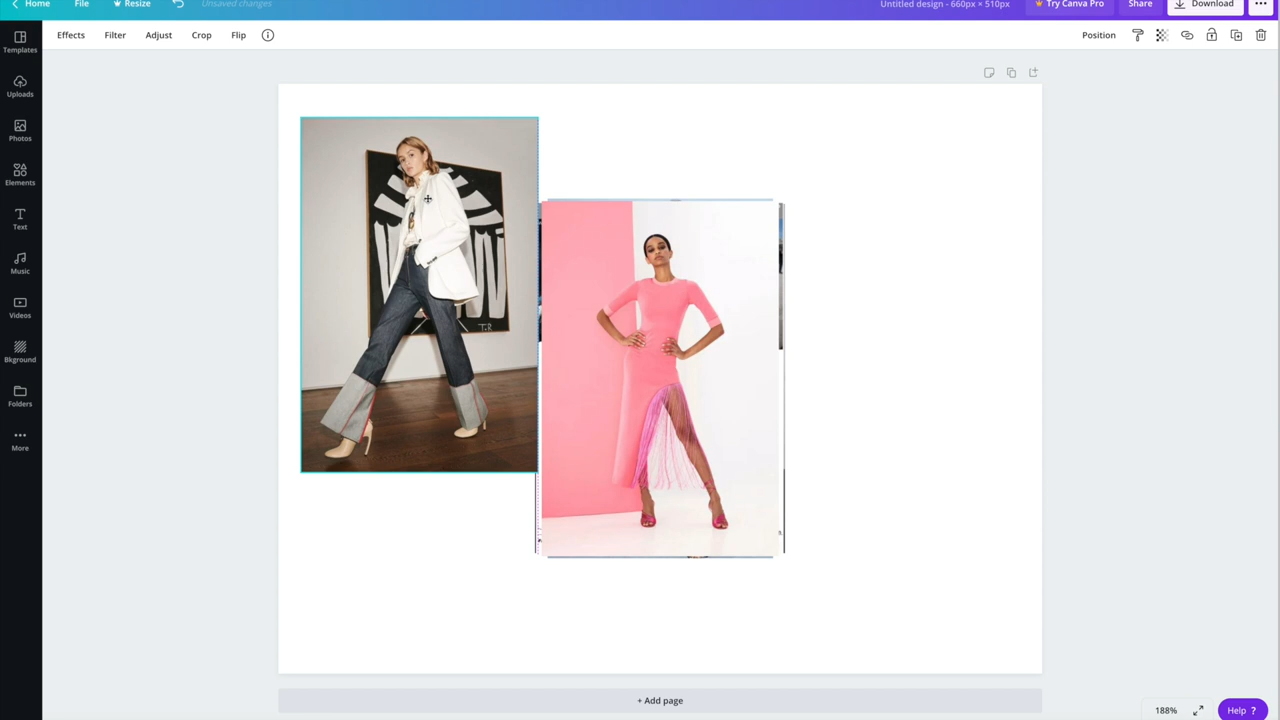 Home File Resize Unsaved changes Untitled design - 660px × 510px Try Canva Pro Share Download
Effects Filter Adjust Crop Flip Position
Templates
Uploads
Photos
Elements
Text
Music
Videos
Bkground
Folders
More
T:R
+ Add page
188% Help ?